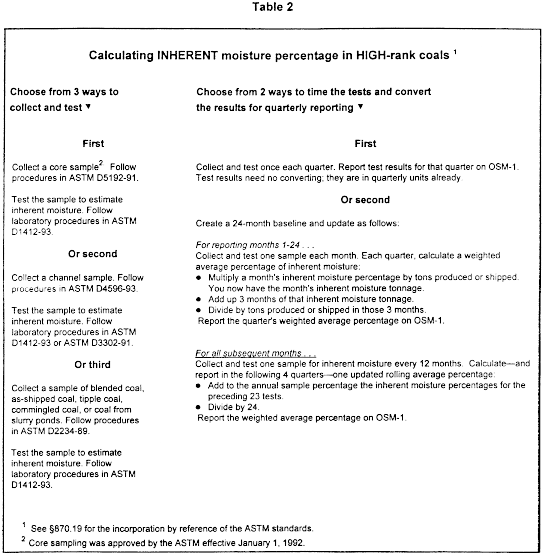 Table 2
Calculating INHERENT moisture percentage in HIGH-rank coals 1
Choose from 3 ways to
collect and test ▼
First
Collect a core sample2. Follow
procedures in ASTM D5192-91.
Test the sample to estimate
inherent moisture. Follow
laboratory procedures in ASTM
D1412-93.
Or second
Collect a channel sample. Follow
procedures in ASTM D4596-93.
Test the sample to estimate
inherent moisture. Follow
laboratory procedures in ASTM
D1412-93 or ASTM D3302-91.
Or third
Collect a sample of blended coal,
as-shipped coal, tipple coal,
commingled coal, or coal from
slurry ponds. Follow procedures
in ASTM D2234-89.
Test the sample to estimate
inherent moisture. Follow
laboratory procedures in ASTM
D1412-93.
Choose from 2 ways to time the tests and convert
the results for quarterly reporting ▼
First
Collect and test once each quarter. Report test results for that quarter on OSM-1.
Test results need no converting; they are in quarterly units already
Or second
Create a 24-month baseline and update as follows:
For reporting months 1-24 . . .
Collect and test one sample each month. Each quarter, calculate a weighted
average percentage of inherent moisture:
● Multiply a month's inherent moisture percentage by tons produced or shipped.
You now have the month's inherent moisture tonnage.
● Add up 3 months of that inherent moisture tonnage.
● Divide by tons produced or shipped in those 3 months.
Report the quarter's weighted average percentage on OSM-1.
For all subsequent months . . .
Collect and test one sample for inherent moisture every 12 months. Calculate—and
report in the following 4 quarters—one updated rolling average percentage:
● Add to the annual sample percentage the inherent moisture percentages for the
preceding 23 tests.
● Divide by 24.
Report the weighted average percentage on OSM-1.
1 See §870.19 for the incorporation by reference of the ASTM standards.
2 Core sampling was approved by the ASTM effective January 1, 1992.